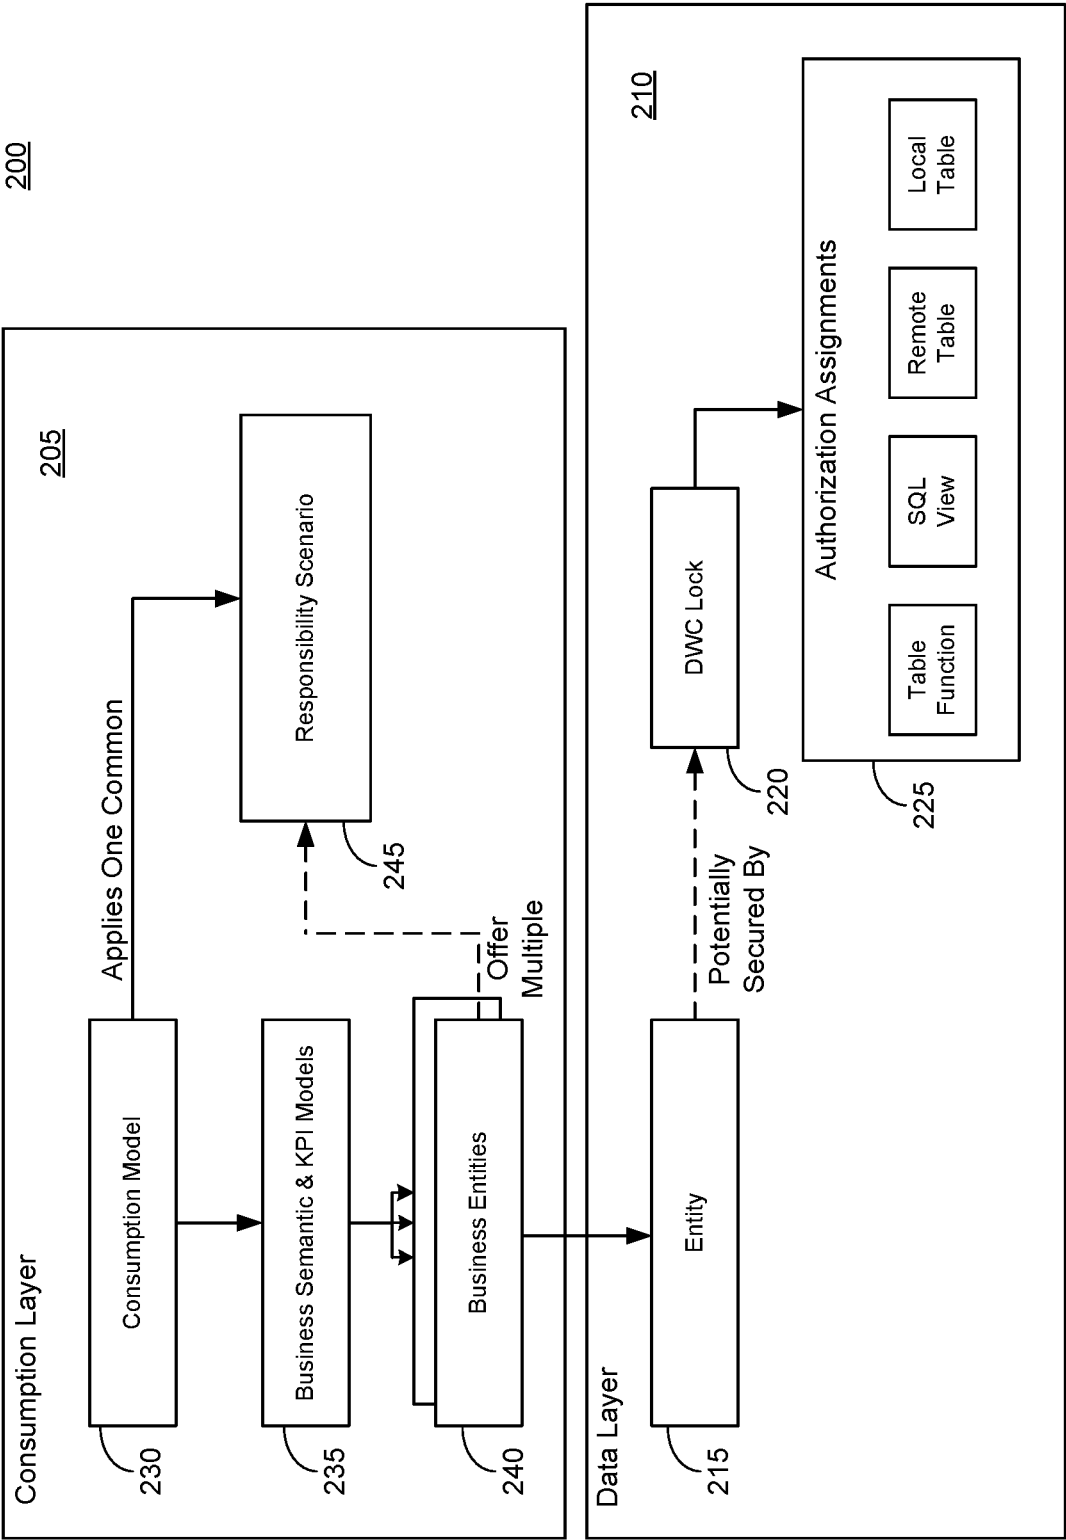 200
Consumption Layer
205
Consumption Model
230
Applies One Common
Business Semantic & KPI Models
235
Responsibility Scenario
245
Business Entities
240
Offer
Multiple
Data Layer
210
Entity
215
Potentially
Secured By
DWC Lock
220
Authorization Assignments
225
Table
Function
SQL
View
Remote
Table
Local
Table